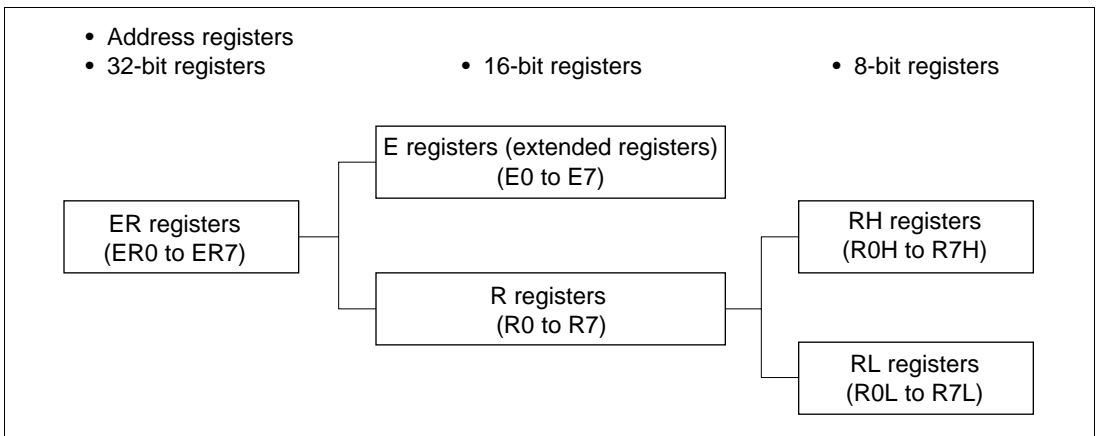 • Address registers
• 32-bit registers
• 16-bit registers
• 8-bit registers
E registers (extended registers)
(E0 to E7)
ER registers
(ER0 to ER7)
RH registers
(R0H to R7H)
R registers
(R0 to R7)
RL registers
(R0L to R7L)